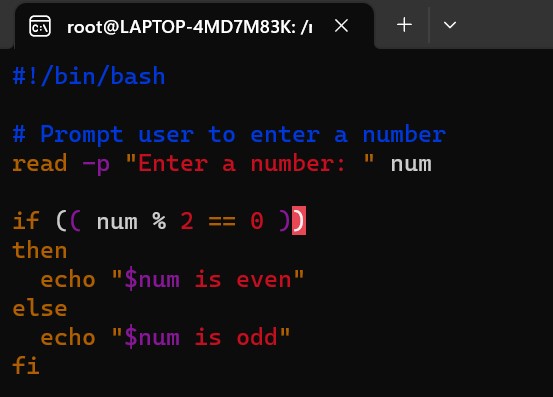 root@LAPTOP-4MD7M83K: /
#!/bin/bash
# Prompt user to enter a number
read -p "Enter a number: " num
if (( num % 2 == 0 ))
then
  echo "$num is even"
else
  echo "$num is odd"
fi